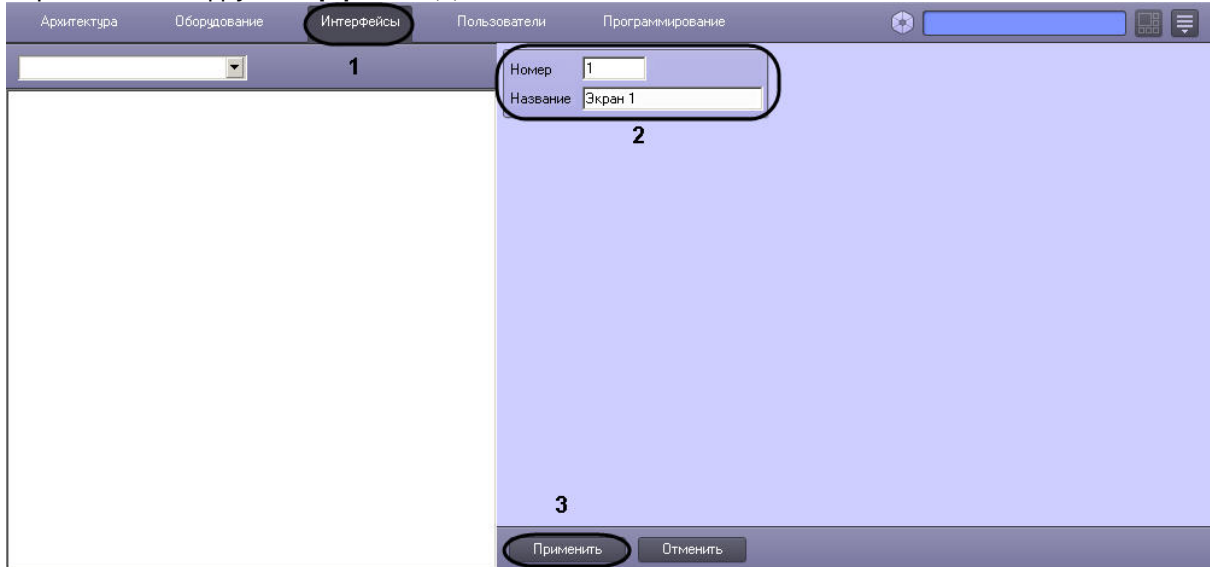 Архитектура Оборудование Интерфейсы Пользователи Программирование
1
Номер 1
Название Экран 1
2
3
Применить Отменить